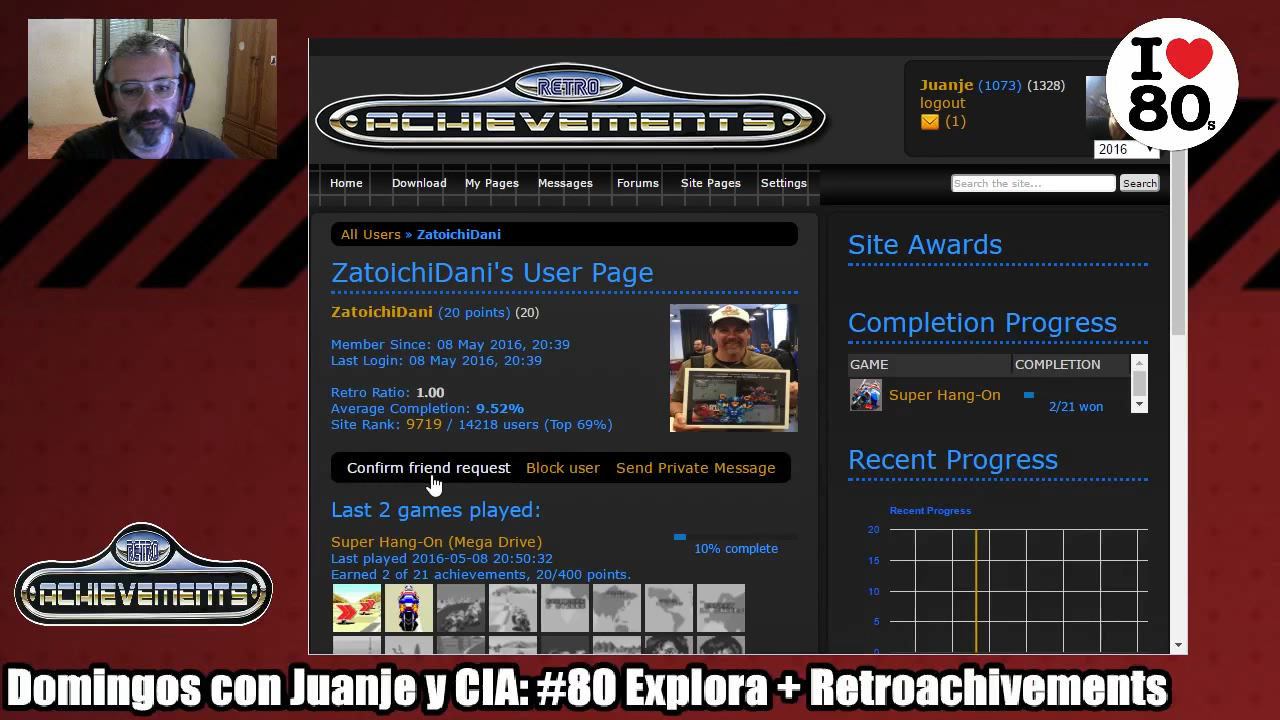 RETRO
ACHIEVEMENTS
Juanje (1073) (1328)
logout
(1)
2016
I
80s
Home Download My Pages Messages Forums Site Pages Settings
Search the site...
Search
All Users » ZatoichiDani
ZatoichiDani's User Page
ZatoichiDani (20 points) (20)
Member Since: 08 May 2016, 20:39
Last Login: 08 May 2016, 20:39
Retro Ratio: 1.00
Average Completion: 9.52%
Site Rank: 9719 / 14218 users (Top 69%)
Confirm friend request Block user Send Private Message
Last 2 games played:
Super Hang-On (Mega Drive)
Last played 2016-05-08 20:50:32
Earned 2 of 21 achievements, 20/400 points.
10% complete
Site Awards
Completion Progress
GAME COMPLETION
Super Hang-On
2/21 won
Recent Progress
Recent Progress
20
15
10
5
0
RETRO
ACHIEVEMENTS
Domingos con Juanje y CIA: #80 Explora + Retroachivements